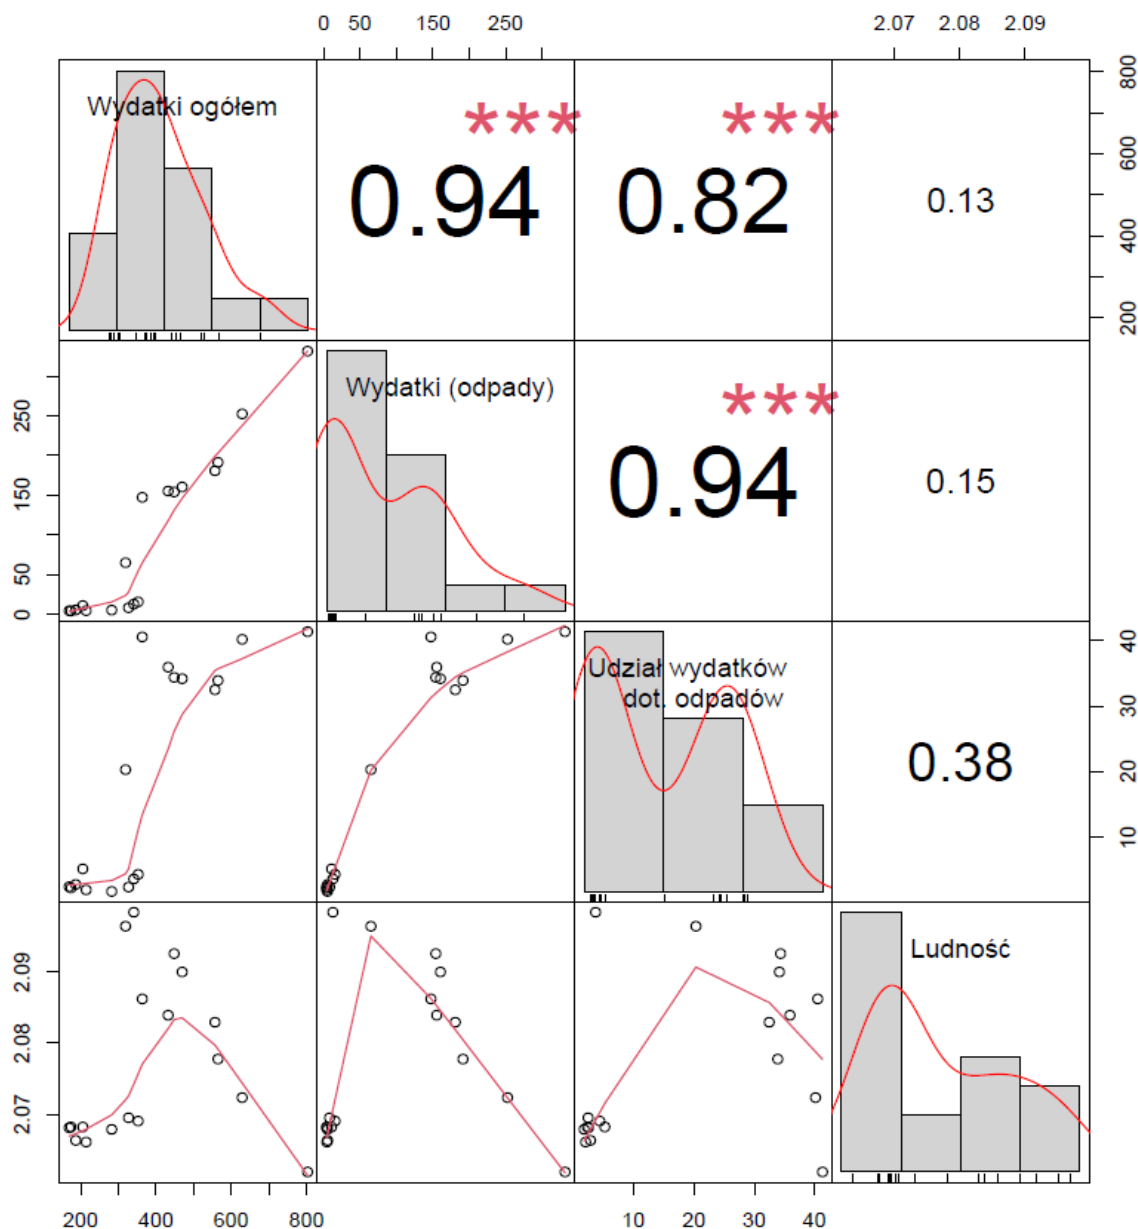 0 50 150 250
2.07 2.08 2.09
Wydatki ogółem
***
0.94
***
0.82
0.13
200 400 600 800
0 50 150 250
Wydatki (odpady)
***
0.94
0.15
Udział wydatków
dot. odpadów
0.38
10 20 30 40
2.07 2.08 2.09
Ludność
200 400 600 800
10 20 30 40